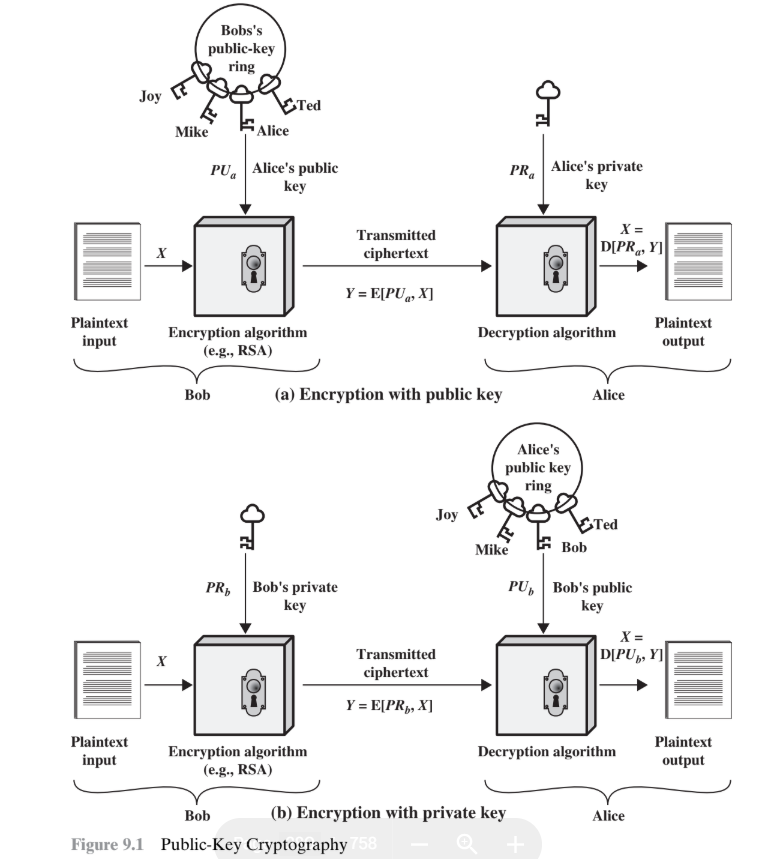 Bobs's
public-key
ring
Joy
Ted
Mike
Alice
PUa
Alice's public
key
PRa
Alice's private
key
X
Transmitted
ciphertext
X =
D[PRa, Y]
Y = E[PUa, X]
Plaintext
input
Encryption algorithm
(e.g., RSA)
Decryption algorithm
Plaintext
output
Bob
(a) Encryption with public key
Alice
Alice's
public key
ring
Joy
Ted
Mike
Bob
PRb
Bob's private
key
PUb
Bob's public
key
X
Transmitted
ciphertext
X =
D[PUb, Y]
Y = E[PRb, X]
Plaintext
input
Encryption algorithm
(e.g., RSA)
Decryption algorithm
Plaintext
output
Bob
(b) Encryption with private key
Alice
Figure 9.1 Public-Key Cryptography
758